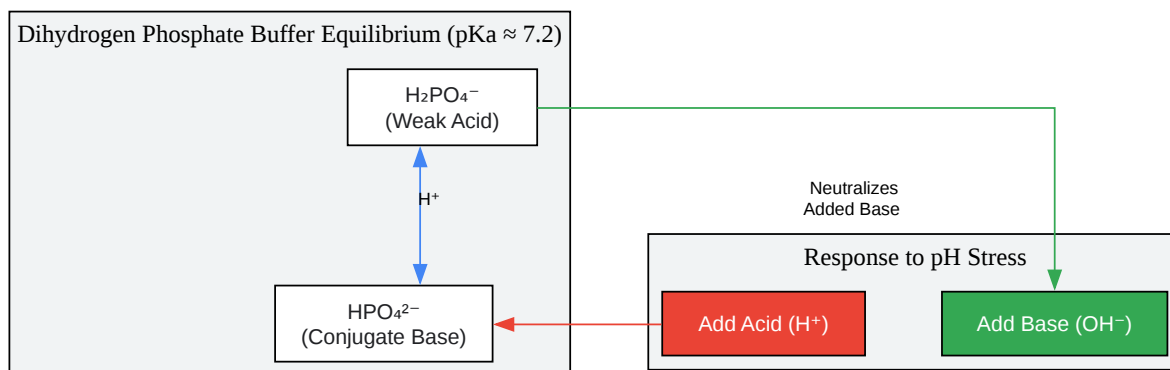 Dihydrogen Phosphate Buffer Equilibrium (pKa ≈ 7.2)
H₂PO₄⁻
(Weak Acid)
H⁺
HPO₄²⁻
(Conjugate Base)
Neutralizes
Added Base
Response to pH Stress
Add Acid (H⁺)
Add Base (OH⁻)